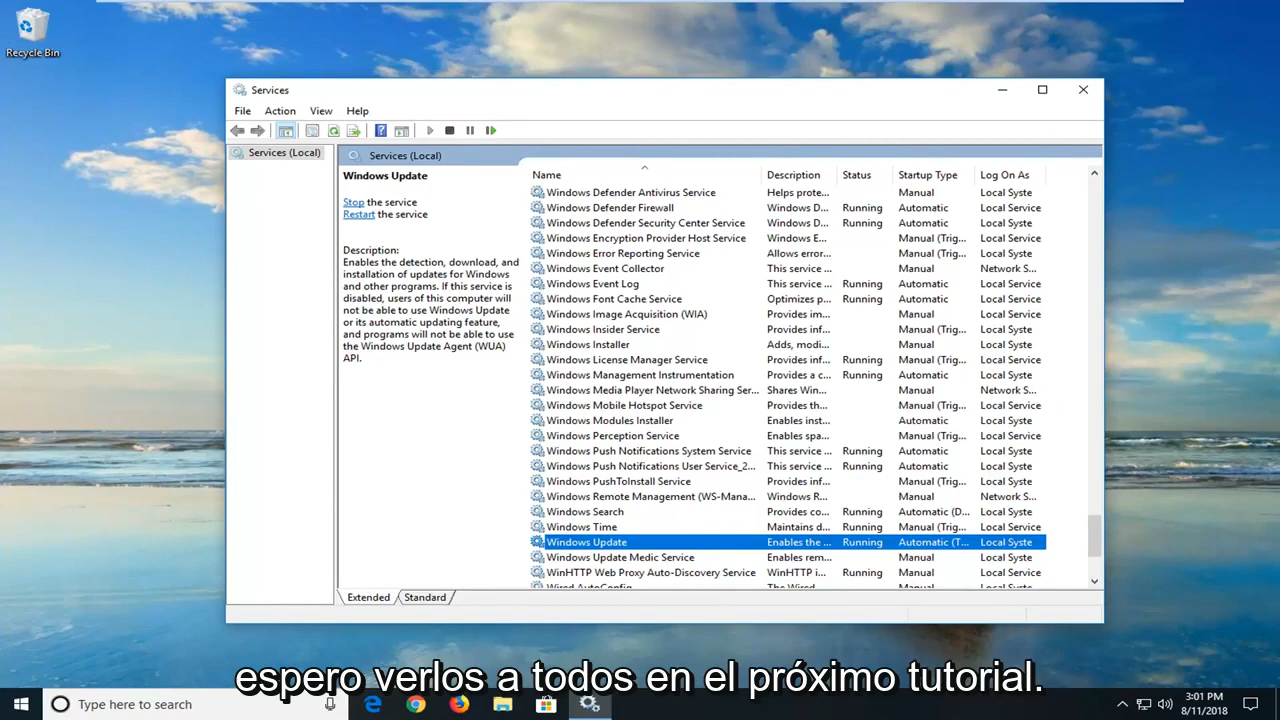 Recycle Bin
Services
File Action View Help
Services (Local)
Services (Local)
Windows Update
Stop the service
Restart the service
Description:
Enables the detection, download, and
installation of updates for Windows
and other programs. If this service is
disabled, users of this computer will
not be able to use Windows Update
or its automatic updating feature,
and programs will not be able to use
the Windows Update Agent (WUA)
API.
Name Description Status Startup Type Log On As
Windows Defender Antivirus Service Helps prote... Manual Local Syste
Windows Defender Firewall Windows D... Running Automatic Local Service
Windows Defender Security Center Service Windows D... Running Automatic Local Syste
Windows Encryption Provider Host Service Windows E... Manual (Trig... Local Service
Windows Error Reporting Service Allows error... Manual (Trig... Local Syste
Windows Event Collector This service ... Manual Network S...
Windows Event Log This service ... Running Automatic Local Service
Windows Font Cache Service Optimizes p... Running Automatic Local Service
Windows Image Acquisition (WIA) Provides im... Manual Local Service
Windows Insider Service Provides inf... Manual Local Syste
Windows Installer Adds, modi... Manual Local Syste
Windows License Manager Service Provides inf... Running Manual (Trig... Local Service
Windows Management Instrumentation Provides a c... Running Automatic Local Syste
Windows Media Player Network Sharing Ser... Shares Win... Manual Network S...
Windows Mobile Hotspot Service Provides th... Manual (Trig... Local Service
Windows Modules Installer Enables inst... Manual Local Syste
Windows Perception Service Enables spa... Manual (Trig... Local Service
Windows Push Notifications System Service This service ... Running Automatic Local Syste
Windows Push Notifications User Service_2... This service ... Running Automatic Local Syste
Windows PushToInstall Service Provides inf... Manual (Trig... Local Syste
Windows Remote Management (WS-Mana... Windows R... Manual Network S...
Windows Search Provides co... Running Automatic (D... Local Syste
Windows Time Maintains d... Running Manual (Trig... Local Service
Windows Update Enables the ... Running Automatic (T... Local Syste
Windows Update Medic Service Enables rem... Manual Local Syste
WinHTTP Web Proxy Auto-Discovery Service WinHTTP i... Running Manual Local Service
Wired AutoConfig The Wired... Manual Local Syste
Extended Standard
espero verlos a todos en el próximo tutorial.
Type here to search
3:01 PM
8/11/2018